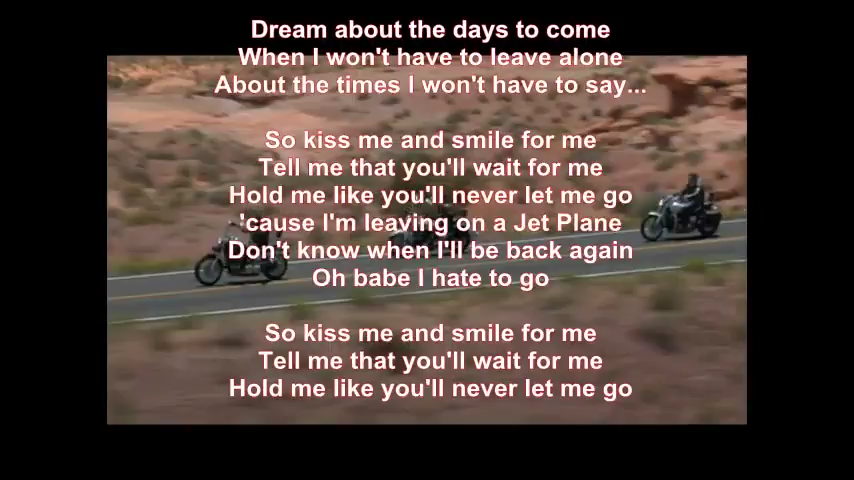 Dream about the days to come
When I won't have to leave alone
About the times I won't have to say...
So kiss me and smile for me
Tell me that you'll wait for me
Hold me like you'll never let me go
'cause I'm leaving on a Jet Plane
Don't know when I'll be back again
Oh babe I hate to go
So kiss me and smile for me
Tell me that you'll wait for me
Hold me like you'll never let me go